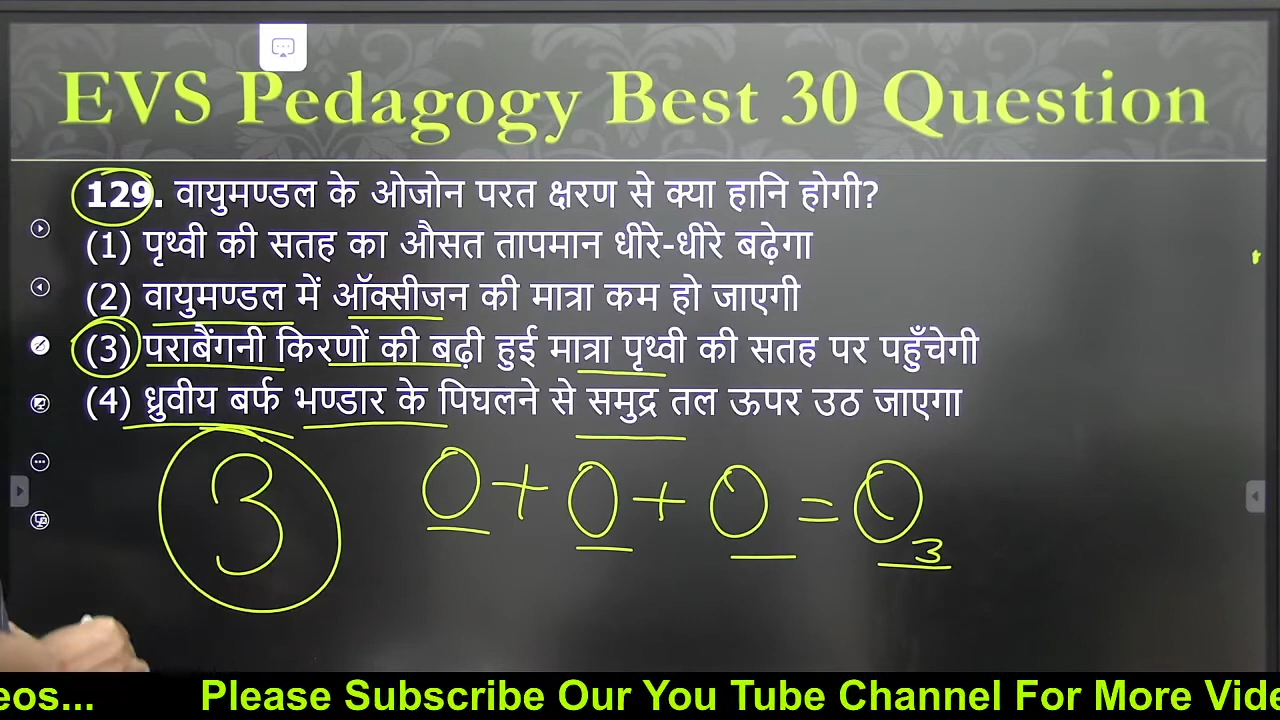 EVS Pedagogy Best 30 Question
129. वायुमण्डल के ओजोन परत क्षरण से क्या हानि होगी?
(1) पृथ्वी की सतह का औसत तापमान धीरे-धीरे बढ़ेगा
(2) वायुमण्डल में ऑक्सीजन की मात्रा कम हो जाएगी
(3) पराबैंगनी किरणों की बढ़ी हुई मात्रा पृथ्वी की सतह पर पहुँचेगी
(4) ध्रुवीय बर्फ भण्डार के पिघलने से समुद्र तल ऊपर उठ जाएगा
3 O + O + O = O3
eos... Please Subscribe Our You Tube Channel For More Vide